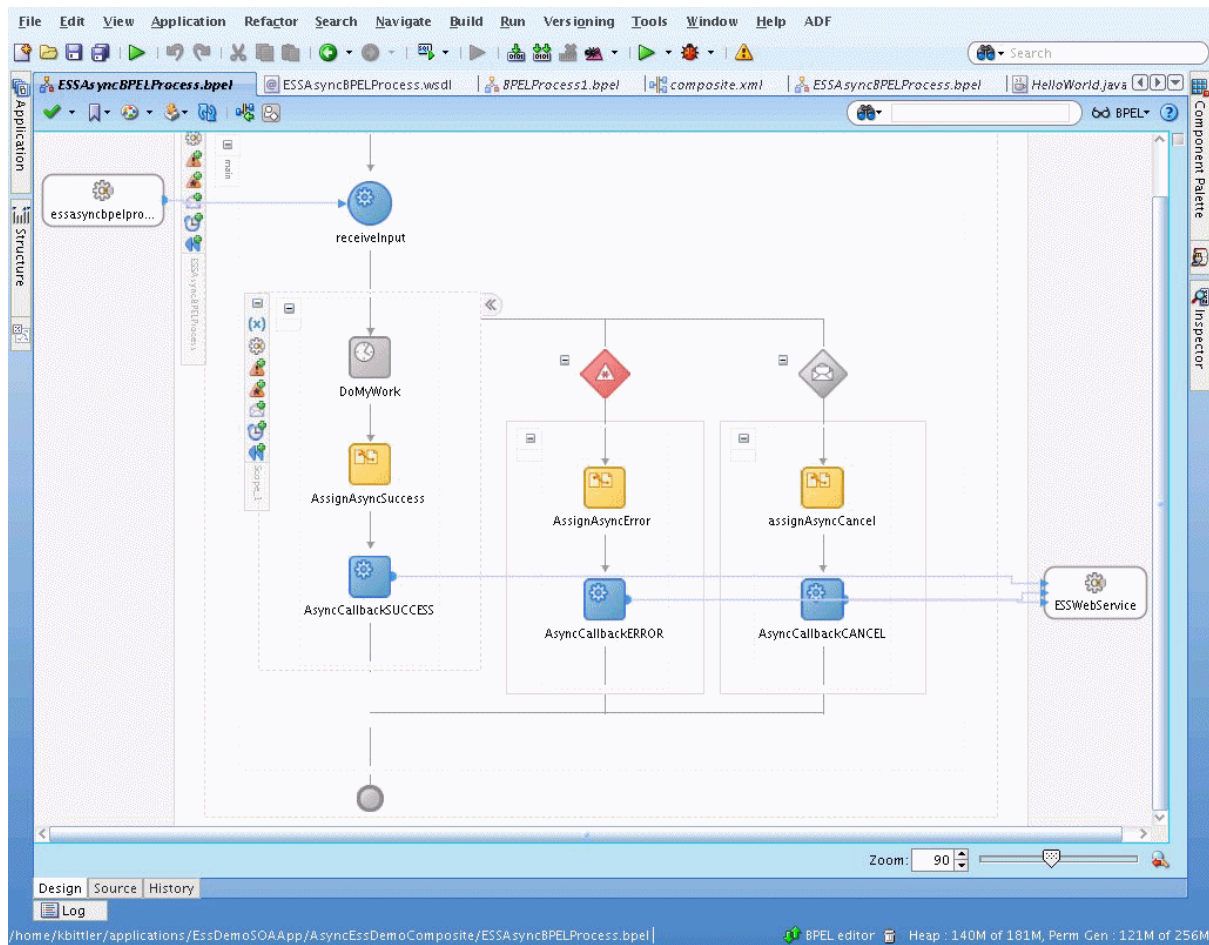 File Edit View Application Refactor Search Navigate Build Run Versioning Tools Window Help ADF
Search
ESSAsyncBPELProcess.bpel ESSAsyncBPELProcess.wsdl BPELProcess1.bpel composite.xml ESSAsyncBPELProcess.bpel HelloWorld.java
BPEL
Application
Structure
Component Palette
Inspector
main
essasyncbpelpro...
receiveInput
ESSAsyncBPELProcess
(x)
DoMyWork
Scope_1
AssignAsyncSuccess
AssignAsyncError
assignAsyncCancel
AsyncCallbackSUCCESS
AsyncCallbackERROR
AsyncCallbackCANCEL
ESSWebService
Zoom: 90
Design Source History
Log
/home/kbittler/applications/EssDemoSOAApp/AsyncEssDemoComposite/ESSAsyncBPELProcess.bpel
BPEL editor Heap : 140M of 181M, Perm Gen : 121M of 256M